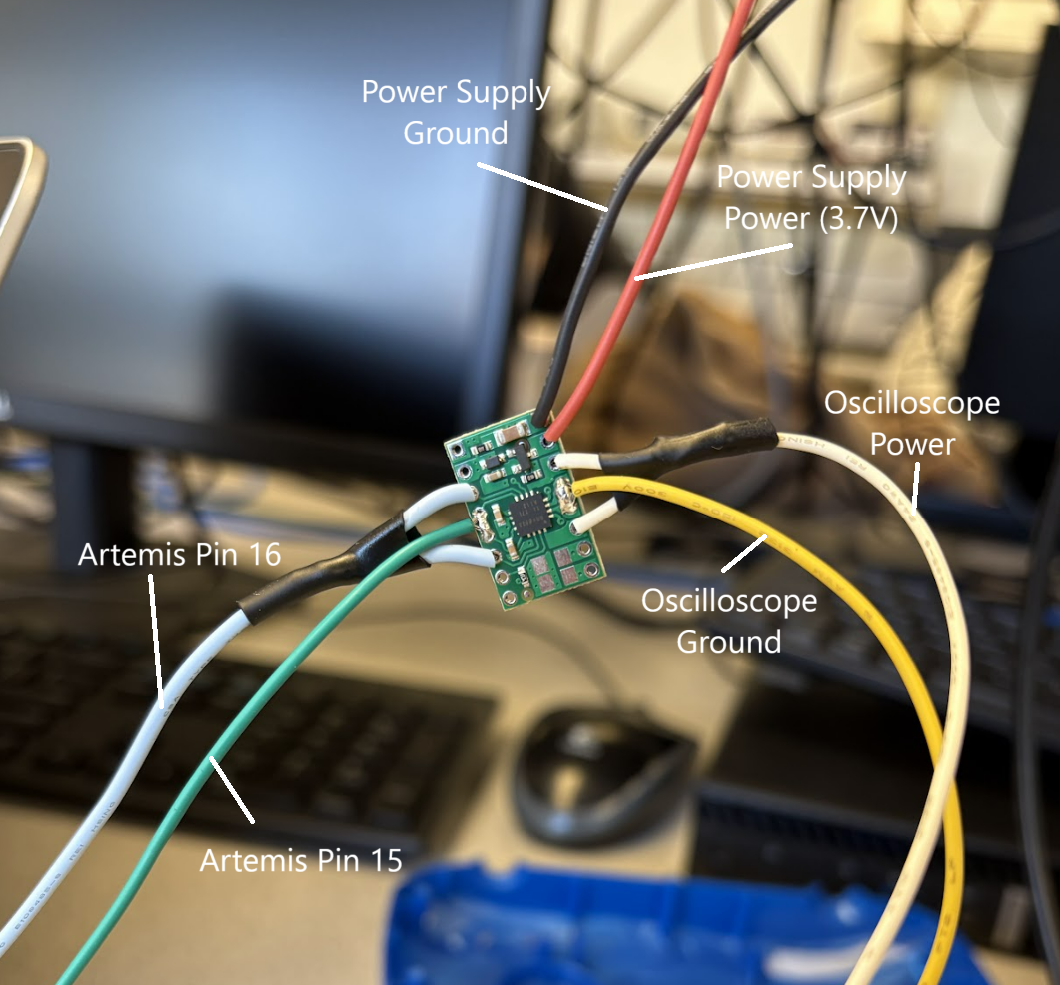 Power Supply
Ground
Power Supply
Power (3.7V)
Oscilloscope
Power
Artemis Pin 16
Oscilloscope
Ground
Artemis Pin 15